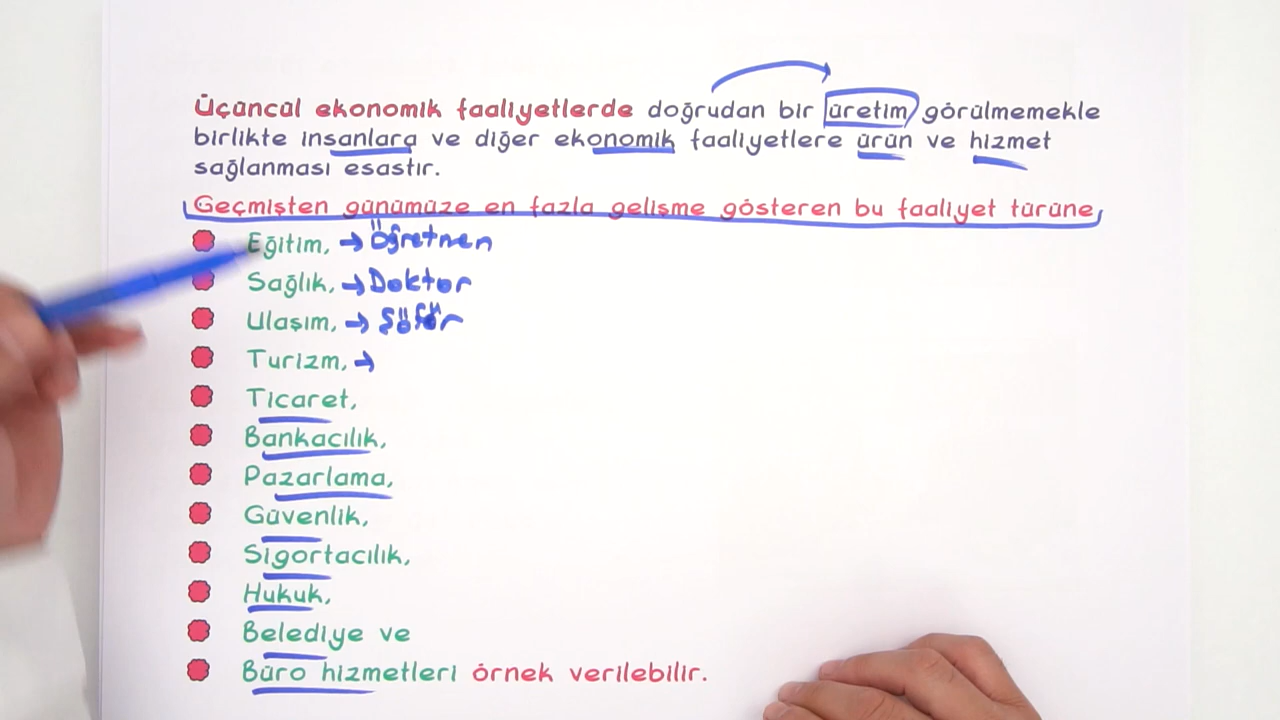 Üçüncül ekonomik faaliyetlerde doğrudan bir üretim görülmemekle
birlikte insanlara ve diğer ekonomik faaliyetlere ürün ve hizmet
sağlanması esastır.
Geçmişten günümüze en fazla gelişme gösteren bu faaliyet türüne,
Eğitim, → Öğretmen
Sağlık, → Doktor
Ulaşım, → Şöför
Turizm, →
Ticaret,
Bankacılık,
Pazarlama,
Güvenlik,
Sigortacılık,
Hukuk,
Belediye ve
Büro hizmetleri örnek verilebilir.